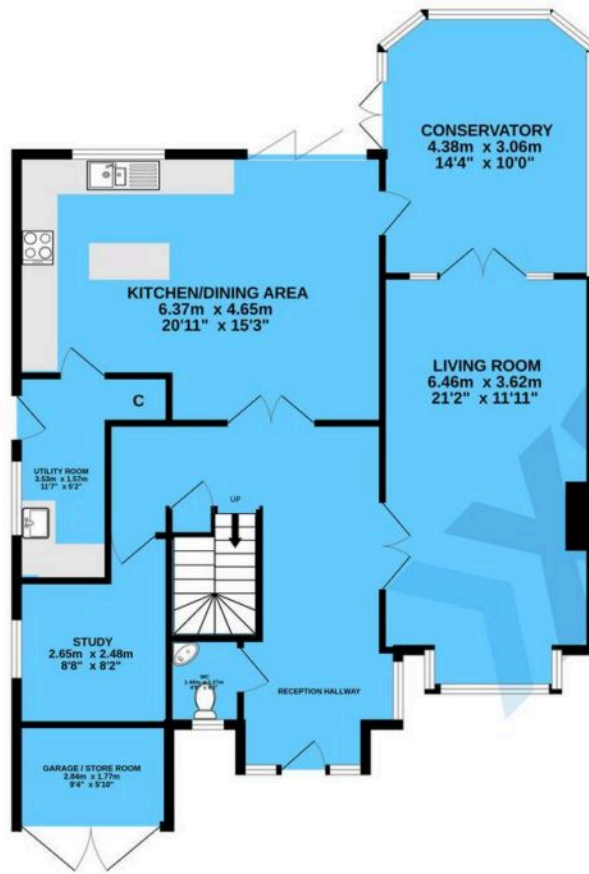 CONSERVATORY
4.38m x 3.06m
14'4" x 10'0"
KITCHEN/DINING AREA
6.37m x 4.65m
20'11" x 15'3"
LIVING ROOM
6.46m x 3.62m
21'2" x 11'11"
C
UTILITY ROOM
3.53m x 1.57m
11'7" x 5'2"
UP
STUDY
2.65m x 2.48m
8'8" x 8'2"
WC
RECEPTION HALLWAY
GARAGE / STORE ROOM
2.84m x 1.77m
9'4" x 5'10"